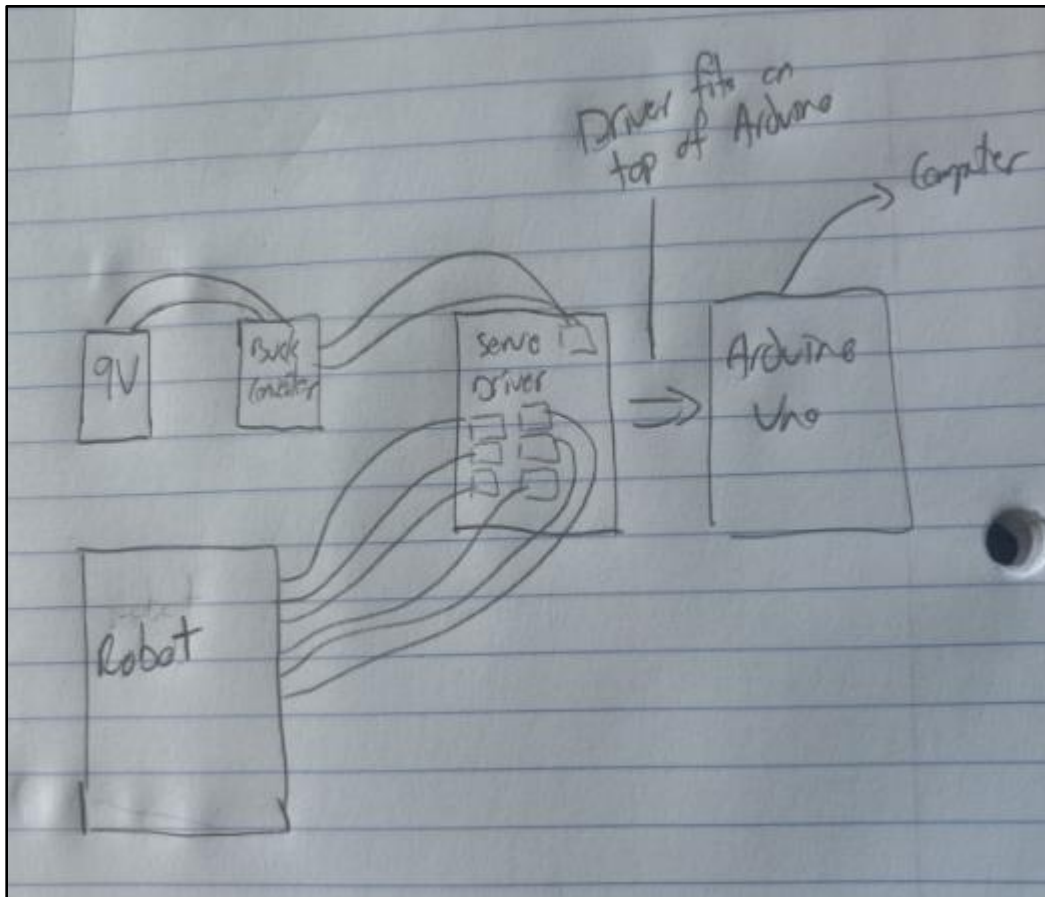 Driver fits on
top of Arduino
Computer
9V
Buck
Converter
Servo
Driver
Arduino
Uno
Robot